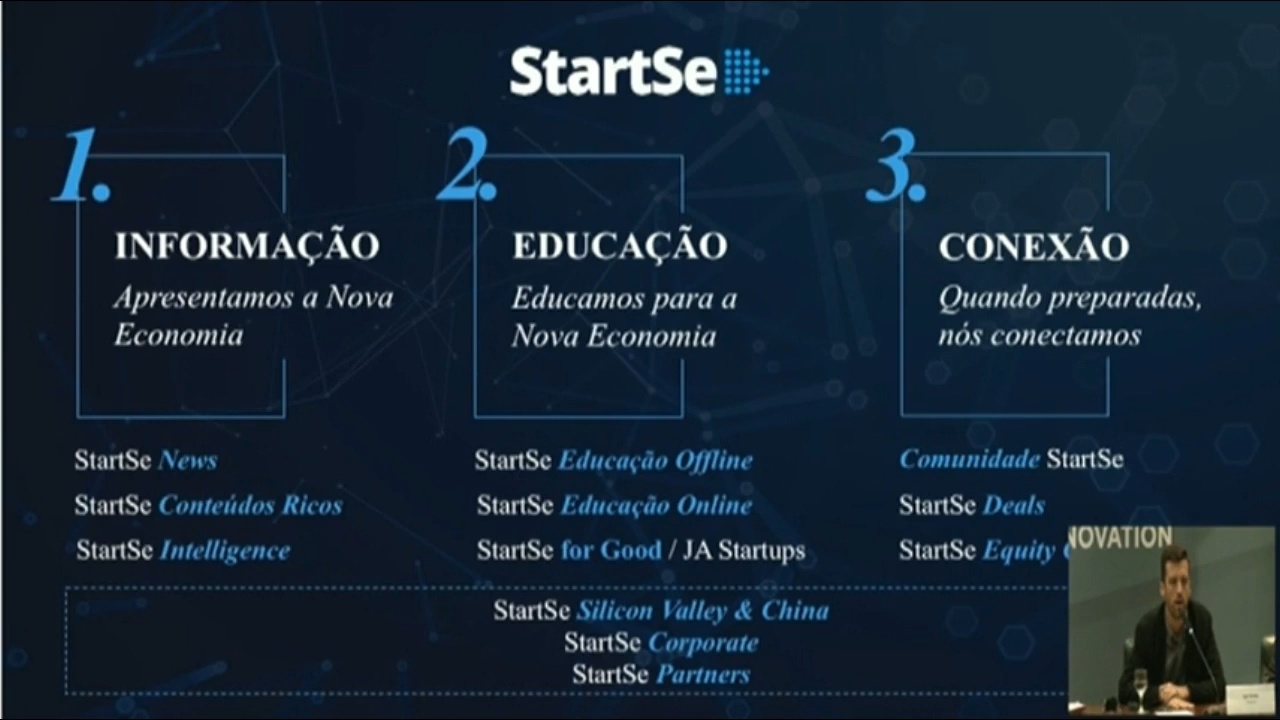 StartSe
1.
INFORMAÇÃO
Apresentamos a Nova
Economia
StartSe News
StartSe Conteúdos Ricos
StartSe Intelligence
2.
EDUCAÇÃO
Educamos para a
Nova Economia
StartSe Educação Offline
StartSe Educação Online
StartSe for Good / JA Startups
3.
CONEXÃO
Quando preparadas,
nós conectamos
Comunidade StartSe
StartSe Deals
StartSe Equity
StartSe Silicon Valley & China
StartSe Corporate
StartSe Partners
NOVATION